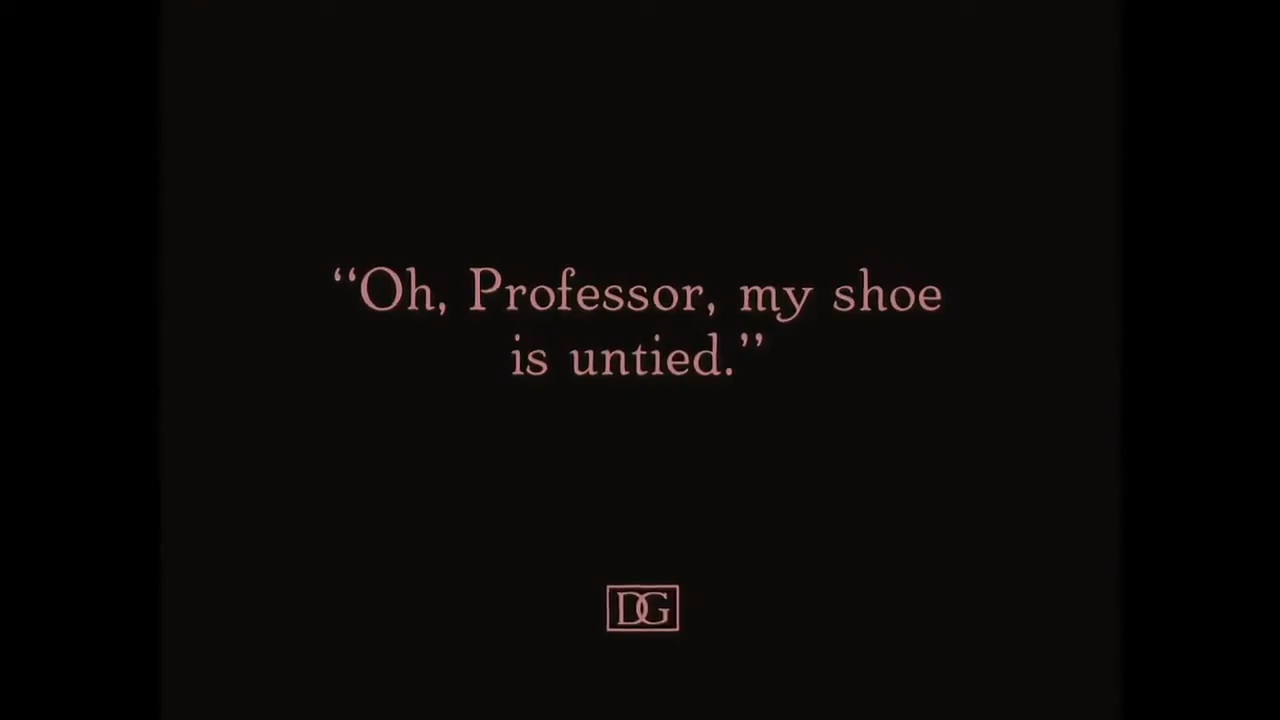 “Oh, Professor, my shoe
is untied.”
DG